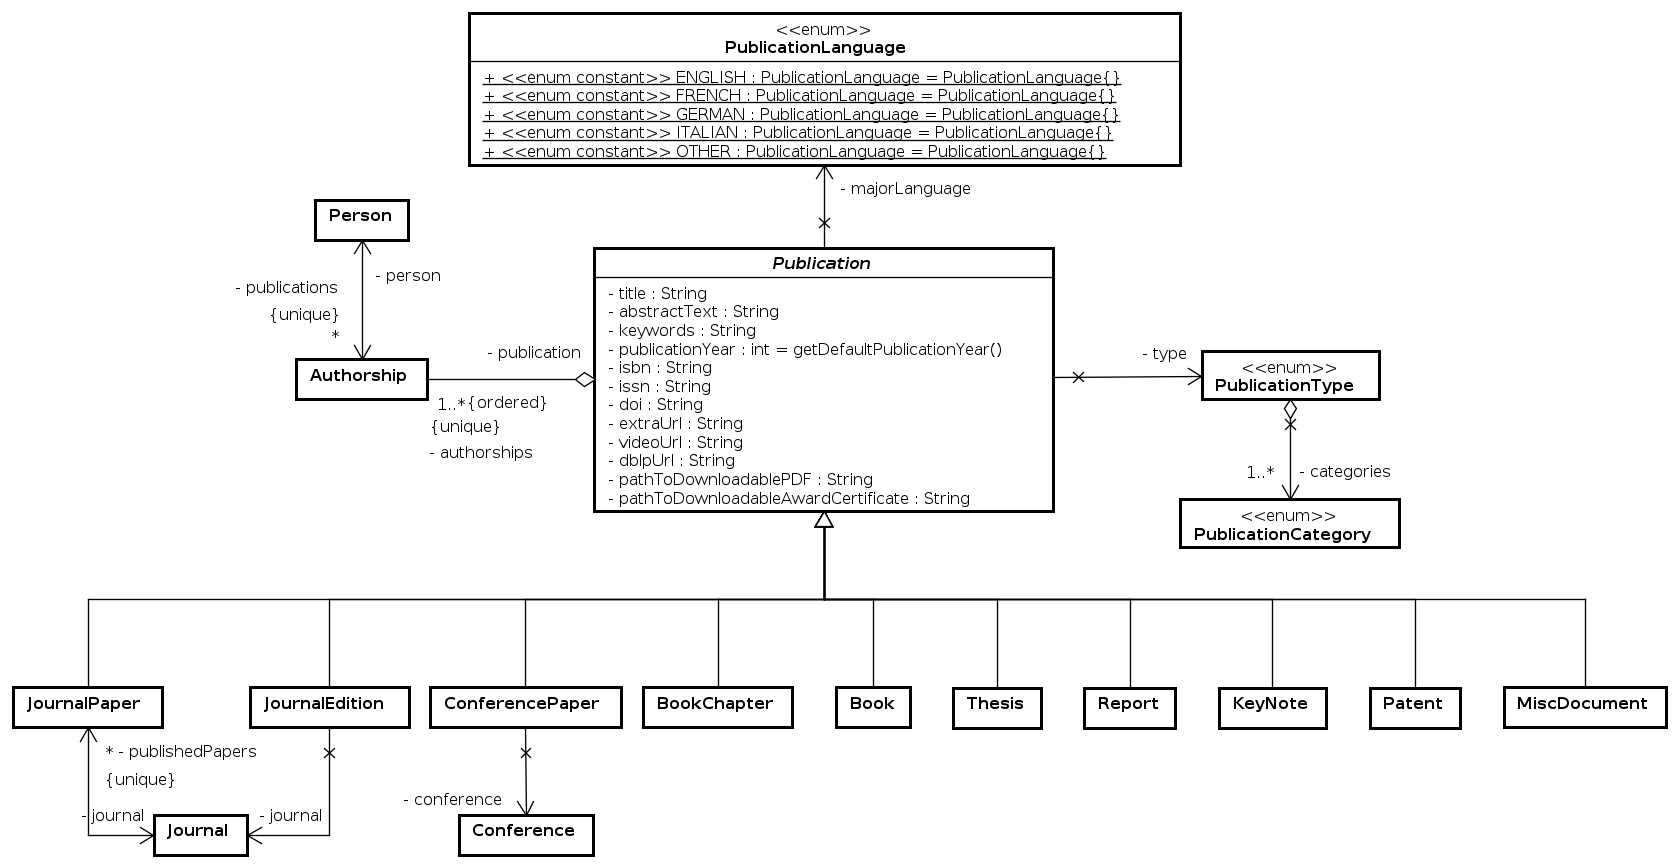 <<enum>>
PublicationLanguage
+ <<enum constant>> ENGLISH : PublicationLanguage = PublicationLanguage{}
+ <<enum constant>> FRENCH : PublicationLanguage = PublicationLanguage{}
+ <<enum constant>> GERMAN : PublicationLanguage = PublicationLanguage{}
+ <<enum constant>> ITALIAN : PublicationLanguage = PublicationLanguage{}
+ <<enum constant>> OTHER : PublicationLanguage = PublicationLanguage{}
- majorLanguage
Person
- person
- publications
{unique}
*
Authorship
- publication
1..*{ordered}
{unique}
- authorships
Publication
- title : String
- abstractText : String
- keywords : String
- publicationYear : int = getDefaultPublicationYear()
- isbn : String
- issn : String
- doi : String
- extraUrl : String
- videoUrl : String
- dblpUrl : String
- pathToDownloadablePDF : String
- pathToDownloadableAwardCertificate : String
- type
<<enum>>
PublicationType
1..* - categories
<<enum>>
PublicationCategory
JournalPaper
JournalEdition
ConferencePaper
BookChapter
Book
Thesis
Report
KeyNote
Patent
MiscDocument
* - publishedPapers
{unique}
- journal
- journal
Journal
- conference
Conference